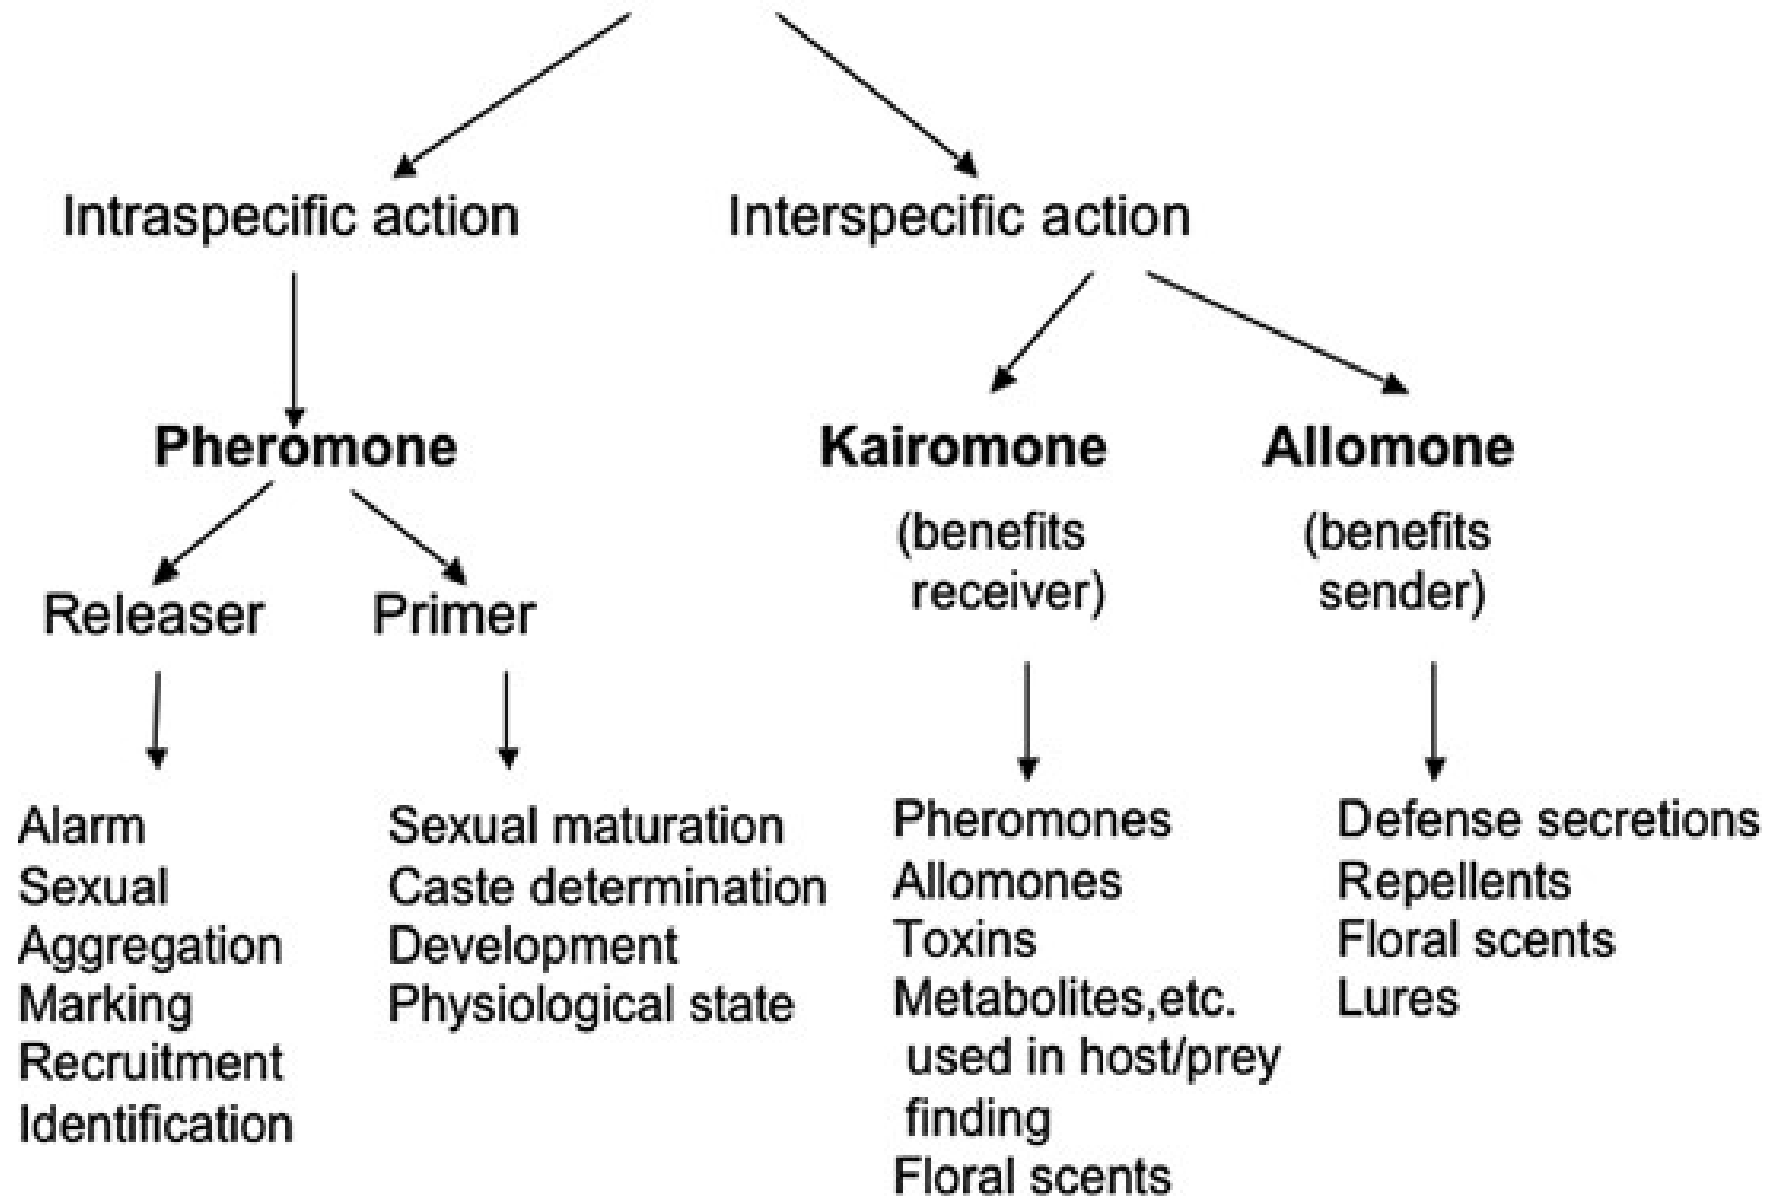 Intraspecific action
Interspecific action
Pheromone
Kairomone
(benefits
receiver)
Allomone
(benefits
sender)
Releaser
Primer
Alarm
Sexual
Aggregation
Marking
Recruitment
Identification
Sexual maturation
Caste determination
Development
Physiological state
Pheromones
Allomones
Toxins
Metabolites,etc.
used in host/prey
finding
Floral scents
Defense secretions
Repellents
Floral scents
Lures